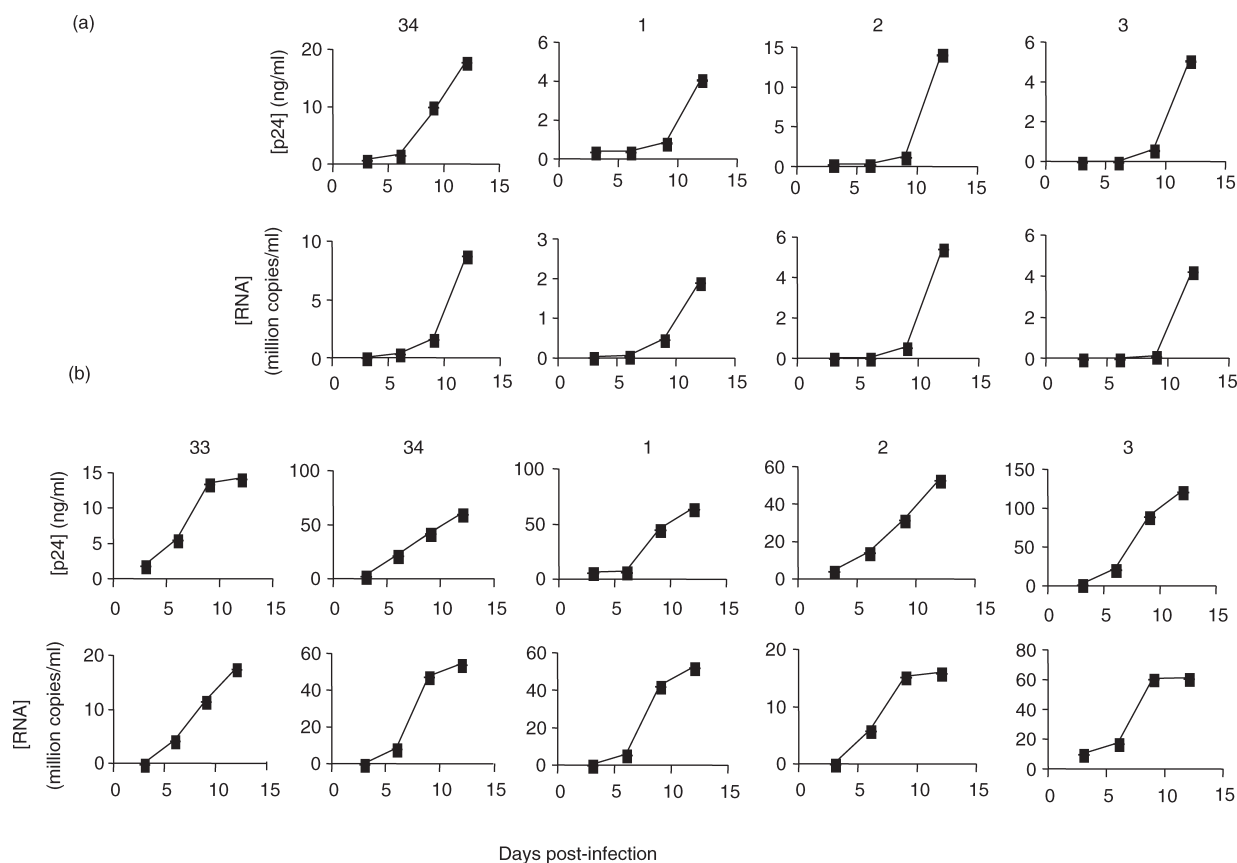 (a)
34 1 2 3
[p24] (ng/ml)
20 10 0
0 5 10 15
6 4 2 0
0 5 10 15
15 10 5 0
0 5 10 15
6 4 2 0
0 5 10 15
[RNA]
(million copies/ml)
10 5 0
0 5 10 15
3 2 1 0
0 5 10 15
6 4 2 0
0 5 10 15
6 4 2 0
0 5 10 15
(b)
33 34 1 2 3
[p24] (ng/ml)
15 10 5 0
0 5 10 15
100 50 0
0 5 10 15
100 50 0
0 5 10 15
60 40 20 0
0 5 10 15
150 100 50 0
0 5 10 15
[RNA]
(million copies/ml)
20 10 0
0 5 10 15
60 40 20 0
0 5 10 15
60 40 20 0
0 5 10 15
20 10 0
0 5 10 15
80 60 40 20 0
0 5 10 15
Days post-infection